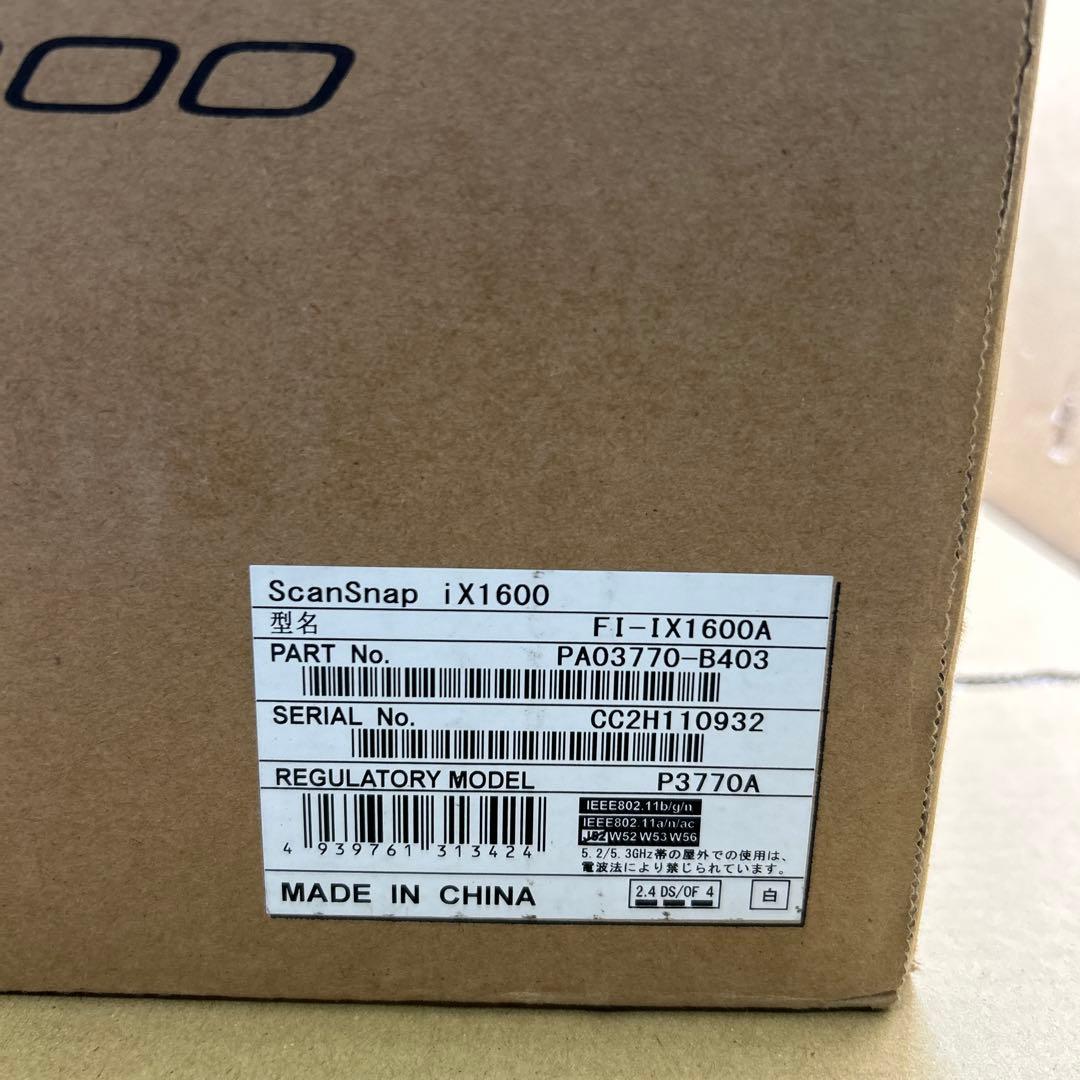 00
ScanSnap iX1600
型名 FI-IX1600A
PART No. PA03770-B403
SERIAL No. CC2H110932
REGULATORY MODEL P3770A
IEEE802.11b/g/n
IEEE802.11a/n/ac
J52 W52 W53 W56
4 939761 313424
5.2/5.3GHz帯の屋外での使用は、
電波法により禁じられています。
MADE IN CHINA
2.4 DS/OF 4
白